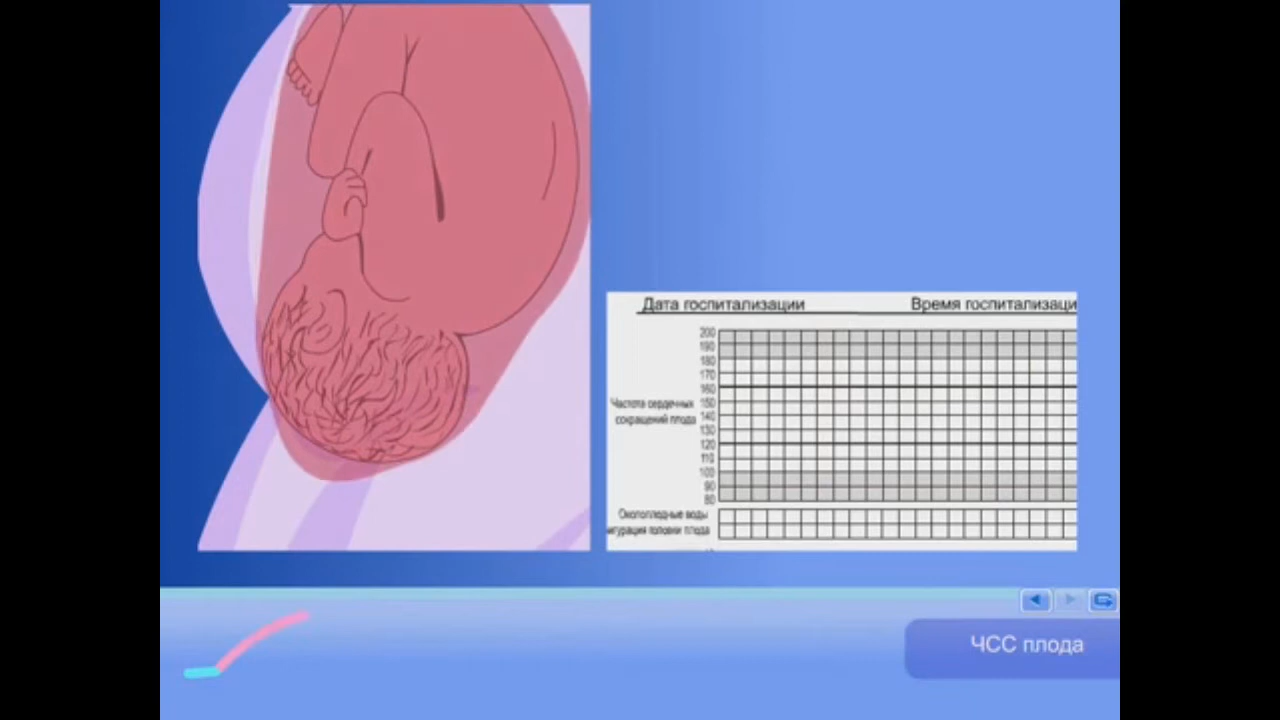 Дата госпитализации
Время госпитализаци
200
190
180
170
160
150
140
130
120
110
100
90
80
Частота сердечных
сокращений плода
Околоплодные воды
игурация головки плода
ЧСС плода